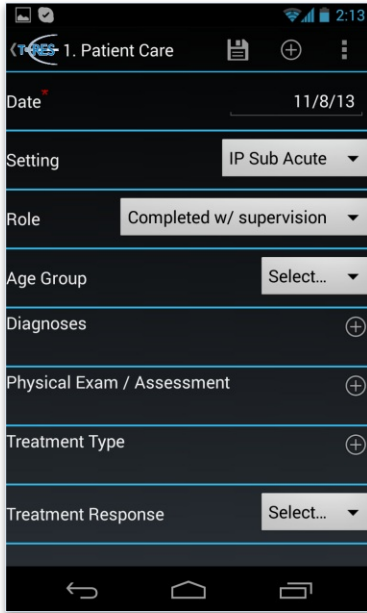 2:13
T-RES 1. Patient Care
Date* 11/8/13
Setting IP Sub Acute
Role Completed w/ supervision
Age Group Select...
Diagnoses
Physical Exam / Assessment
Treatment Type
Treatment Response Select...